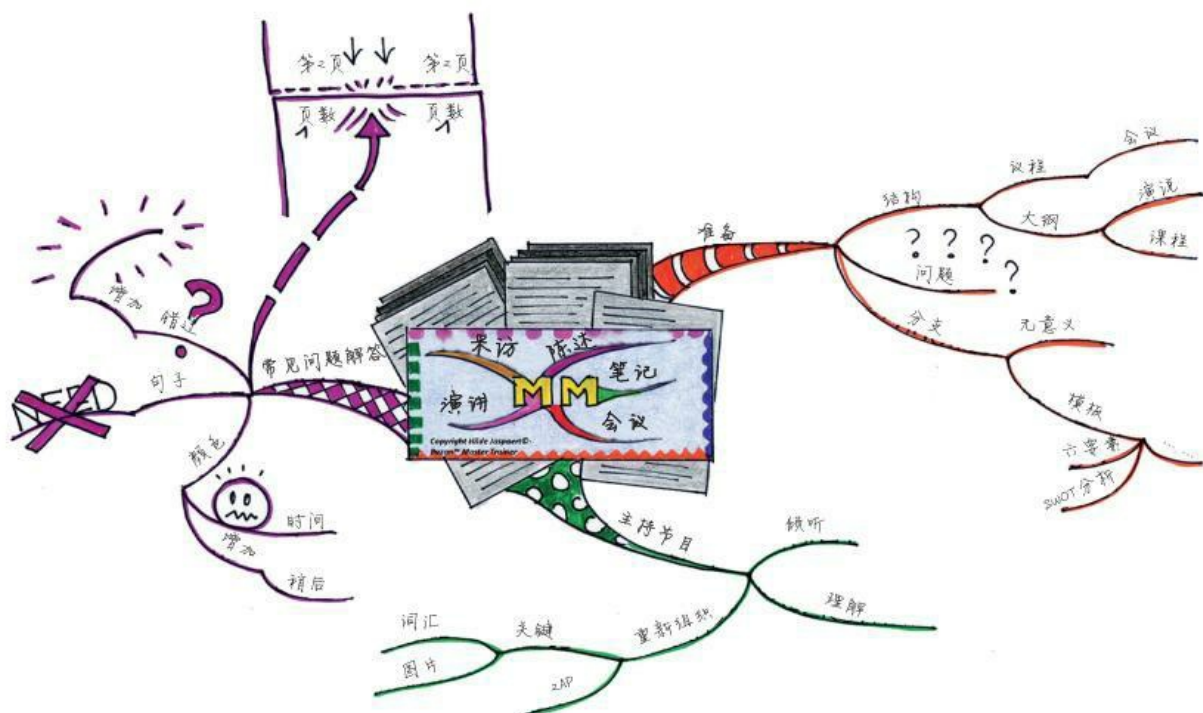 第2页 第2页
页数 页数
增加
错过
?
常见问题解答
句子
NEED
颜色
时间
增加
稍后
采访 陈述
MM
笔记
演讲
会议
Copyright Hilde Jaspaert©-
Buzan™ Master Trainer
准备
结构
议程
会议
大纲
演说
课程
? ? ? ?
问题
分支
无意义
模板
六要素
SWOT分析
......
主持节目
倾听
理解
重新组织
关键
词汇
图片
ZAP